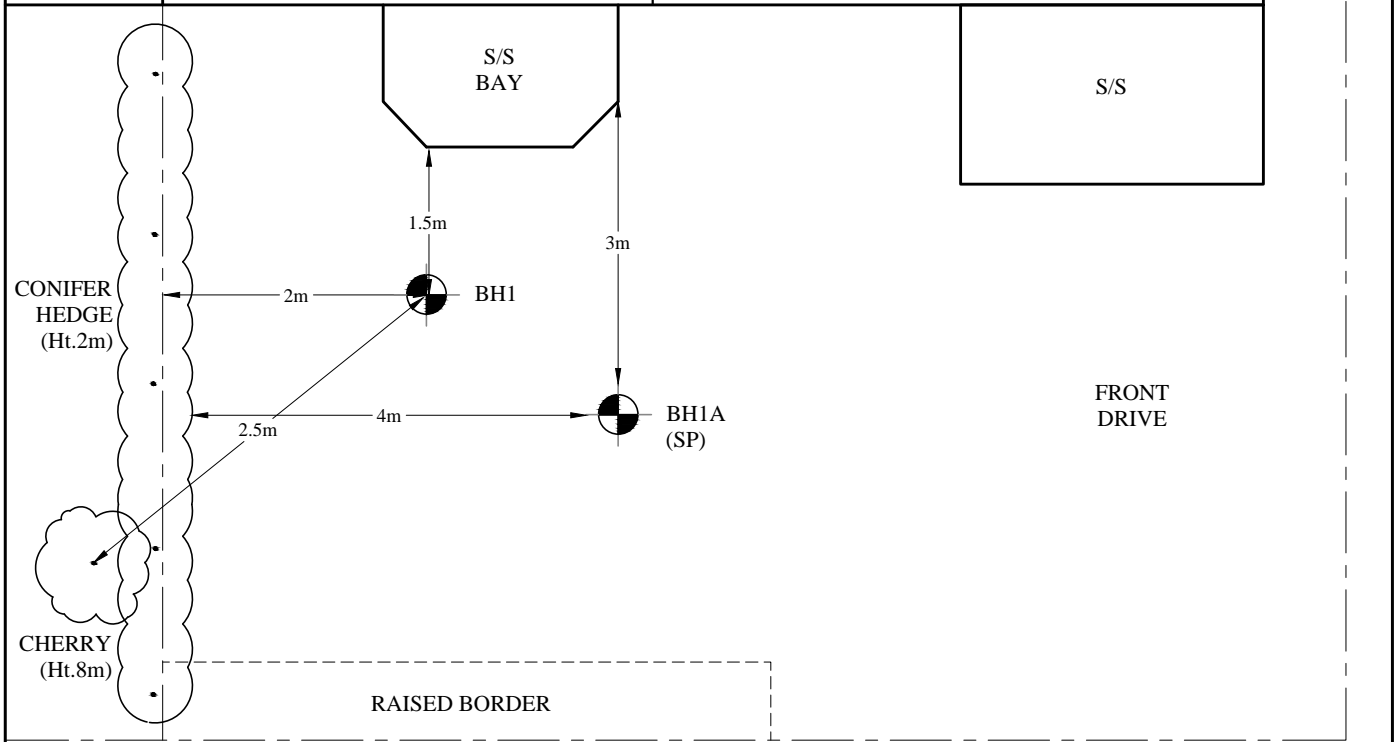 S/S
BAY
S/S
1.5m
3m
CONIFER
HEDGE
(Ht.2m)
2m
BH1
4m
BH1A
(SP)
2.5m
FRONT
DRIVE
CHERRY
(Ht.8m)
RAISED BORDER